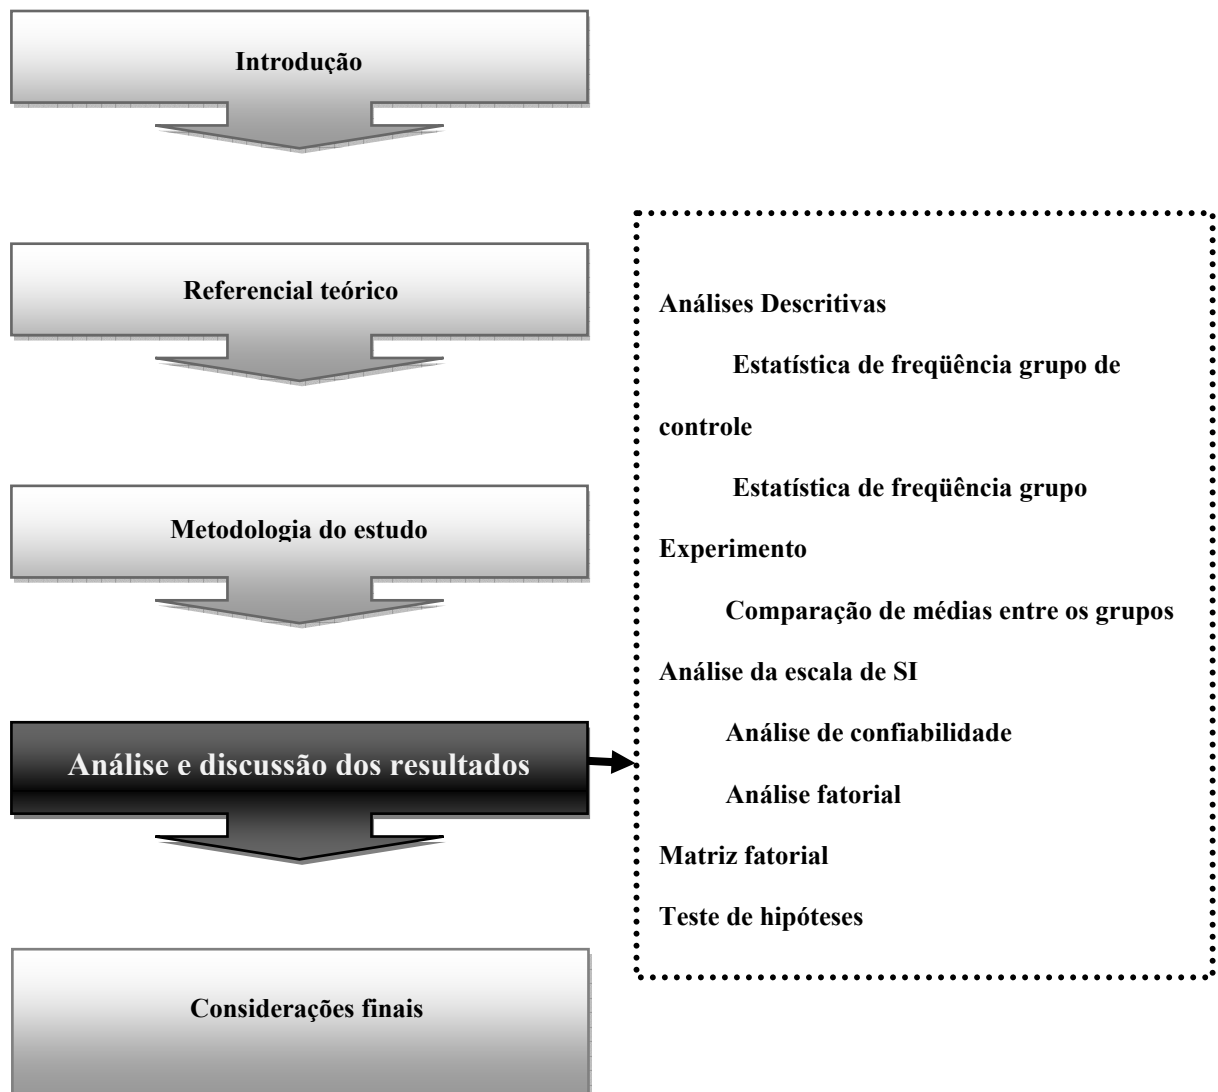 Introdução
Referencial teórico
Metodologia do estudo
Análise e discussão dos resultados
Considerações finais
Análises Descritivas
Estatística de freqüência grupo de
controle
Estatística de freqüência grupo
Experimento
Comparação de médias entre os grupos
Análise da escala de SI
Análise de confiabilidade
Análise fatorial
Matriz fatorial
Teste de hipóteses